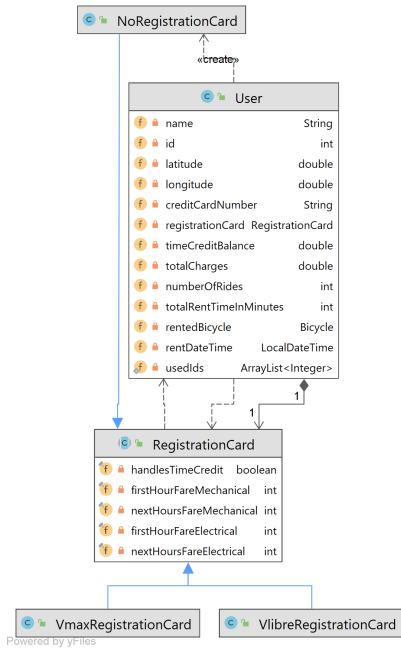 NoRegistrationCard
«create»
User
name String
id int
latitude double
longitude double
creditCardNumber String
registrationCard RegistrationCard
timeCreditBalance double
totalCharges double
numberOfRides int
totalRentTimeInMinutes int
rentedBicycle Bicycle
rentDateTime LocalDateTime
usedIds ArrayList<Integer>
1
1
RegistrationCard
handlesTimeCredit boolean
firstHourFareMechanical int
nextHoursFareMechanical int
firstHourFareElectrical int
nextHoursFareElectrical int
VmaxRegistrationCard VlibreRegistrationCard
Powered by yFiles